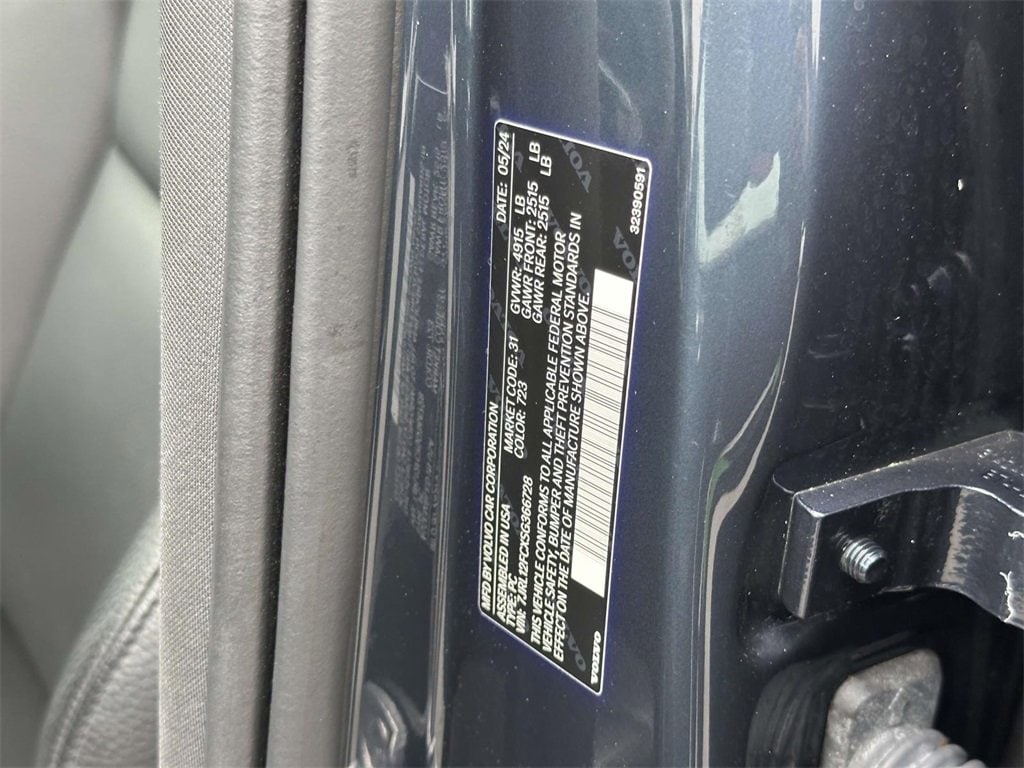 MFD BY VOLVO CAR CORPORATION DATE: 05/24
ASSEMBLED IN USA GVWR: 4915 LB
TYPE: PC MARKET CODE: 31 GAWR FRONT: 2515 LB
VIN: 7JRL12FCXSG366728 COLOR: 723 GAWR REAR: 2515 LB
THIS VEHICLE CONFORMS TO ALL APPLICABLE FEDERAL MOTOR
VEHICLE SAFETY, BUMPER AND THEFT PREVENTION STANDARDS IN
EFFECT ON THE DATE OF MANUFACTURE SHOWN ABOVE.
VOLVO 32390591